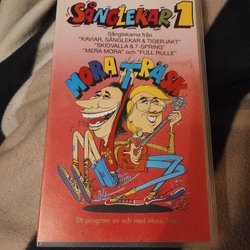 SÅNGLEKAR 1
Sånglekarna från
"KAVIAR, SÅNGLEKAR & TIGERJAKT"
"SKIDVALLA & 7-SPRING"
"MERA MORA" och "FULL RULLE"
MORA TRÄSK
Ett program av och med Mora Träsk